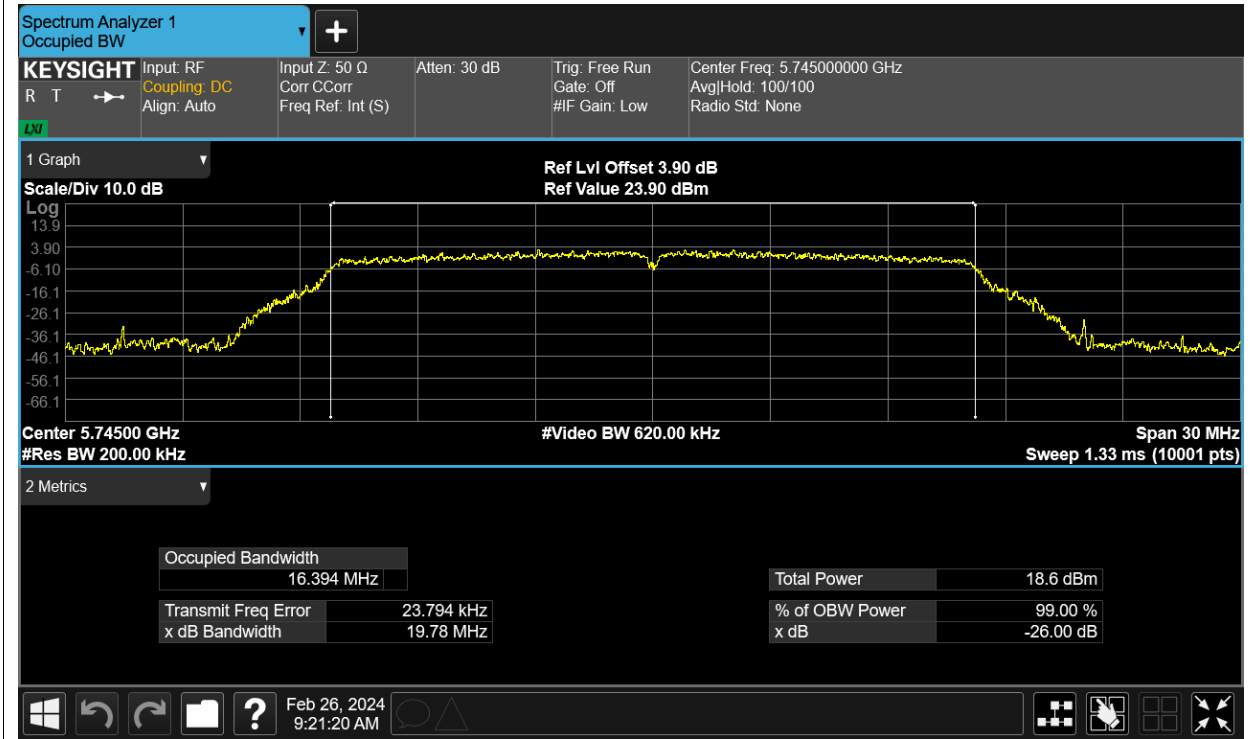 Spectrum Analyzer 1
Occupied BW
KEYSIGHT
R T
LXI
Input: RF
Coupling: DC
Align: Auto
Input Z: 50 Ω
Corr CCorr
Freq Ref: Int (S)
Atten: 30 dB
Trig: Free Run
Gate: Off
#IF Gain: Low
Center Freq: 5.745000000 GHz
Avg|Hold: 100/100
Radio Std: None
1 Graph
Scale/Div 10.0 dB
Ref Lvl Offset 3.90 dB
Ref Value 23.90 dBm
Log
13.9
3.90
-6.10
-16.1
-26.1
-36.1
-46.1
-56.1
-66.1
Center 5.74500 GHz
#Res BW 200.00 kHz
#Video BW 620.00 kHz
Span 30 MHz
Sweep 1.33 ms (10001 pts)
2 Metrics
Occupied Bandwidth
16.394 MHz
Transmit Freq Error 23.794 kHz
x dB Bandwidth 19.78 MHz
Total Power 18.6 dBm
% of OBW Power 99.00 %
x dB -26.00 dB
?
Feb 26, 2024
9:21:20 AM